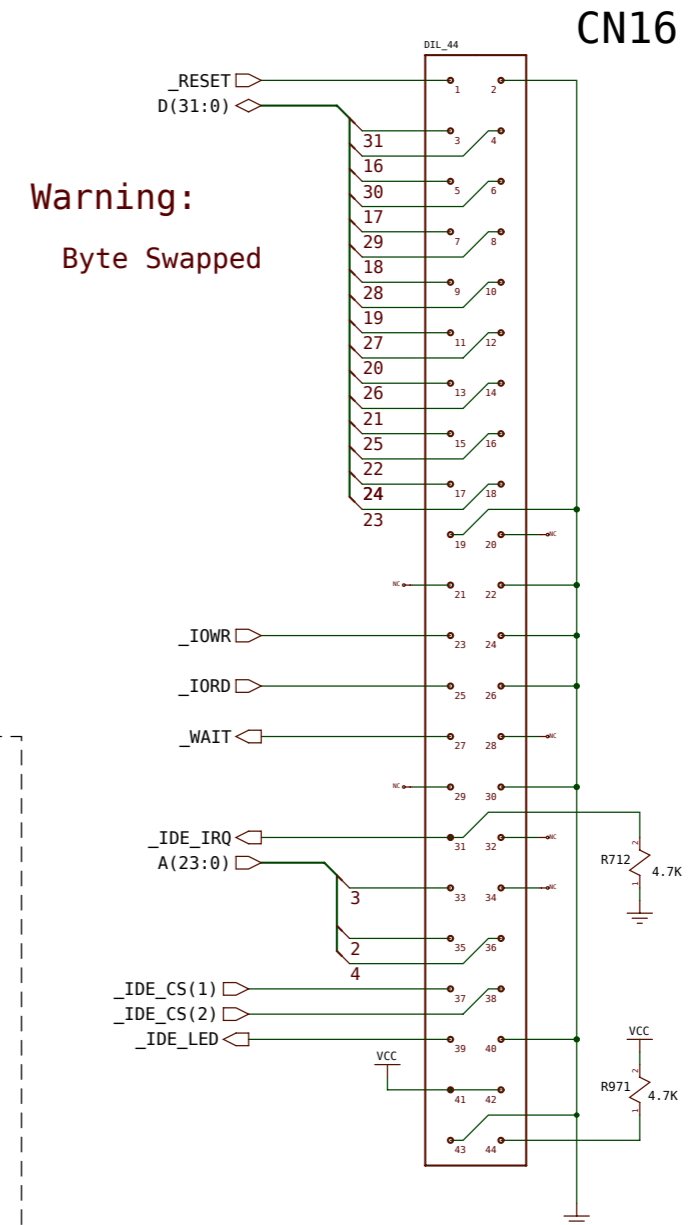 CN16
DIL_44
_RESET
1
2
D(31:0)
31
3
4
16
Warning:
30
5
6
17
Byte Swapped
29
7
8
18
28
9
10
19
27
11
12
20
26
13
14
21
25
15
16
22
24
17
18
23
19
20
NC
NC
21
22
_IOWR
23
24
_IORD
25
26
_WAIT
27
28
NC
NC
29
30
_IDE_IRQ
31
32
NC
A(23:0)
R712
2
1
4.7K
3
33
34
NC
2
35
36
4
_IDE_CS(1)
37
38
_IDE_CS(2)
_IDE_LED
39
40
VCC
VCC
41
42
R971
2
1
4.7K
43
44